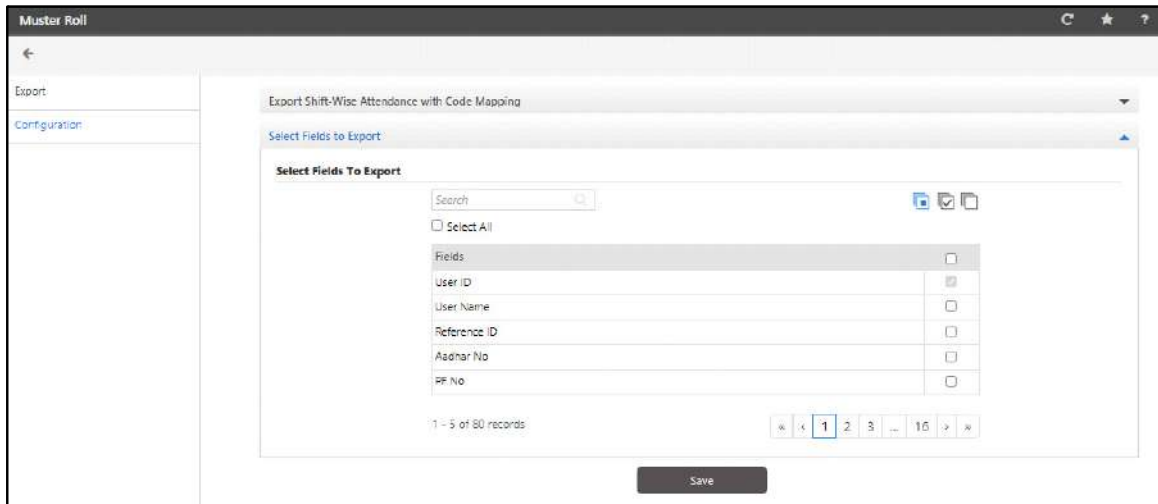 Muster Roll
?
Export
Configuration
Export Shift-Wise Attendance with Code Mapping
Select Fields to Export
Select Fields To Export
Search
Select All
Fields
User ID
User Name
Reference ID
Aadhar No
PF No
1 - 5 of 80 records
« ‹ 1 2 3 ... 16 › »
Save